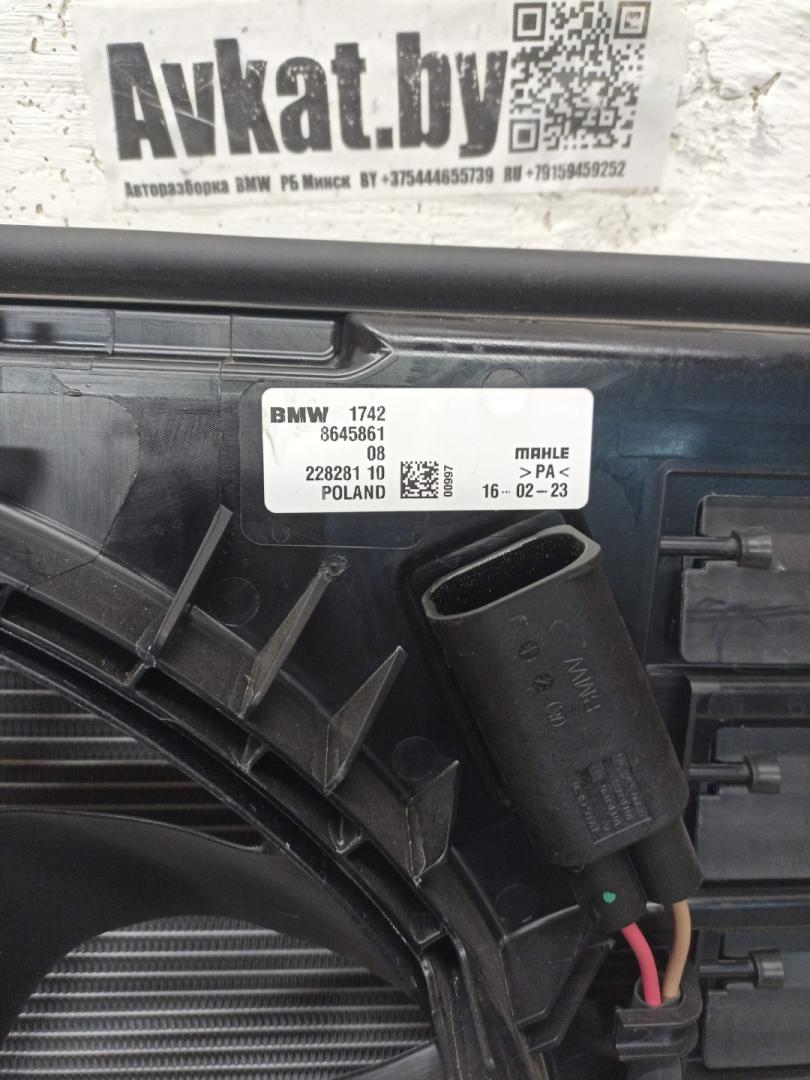 Avkat.by
Авторазборка BMW РБ Минск BY +375444655739 RU +79159459252
BMW 1742
8645861
08
228281 10
POLAND
00997
MAHLE
>PA<
16-02-23
BMW